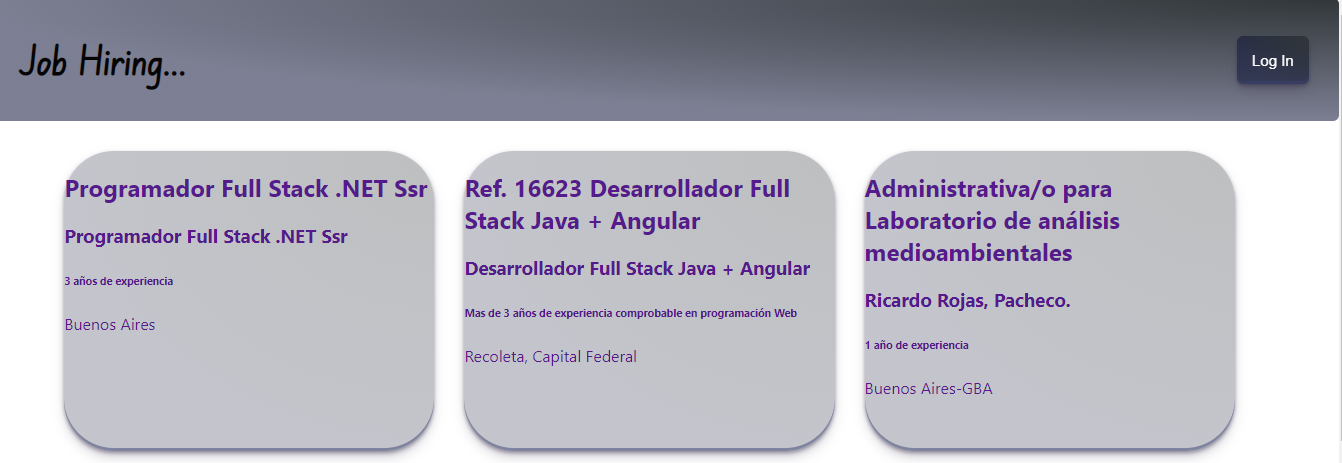 Job Hiring...
Log In
Programador Full Stack .NET Ssr
Programador Full Stack .NET Ssr
3 años de experiencia
Buenos Aires
Ref. 16623 Desarrollador Full
Stack Java + Angular
Desarrollador Full Stack Java + Angular
Mas de 3 años de experiencia comprobable en programación Web
Recoleta, Capital Federal
Administrativa/o para
Laboratorio de análisis
medioambientales
Ricardo Rojas, Pacheco.
1 año de experiencia
Buenos Aires-GBA